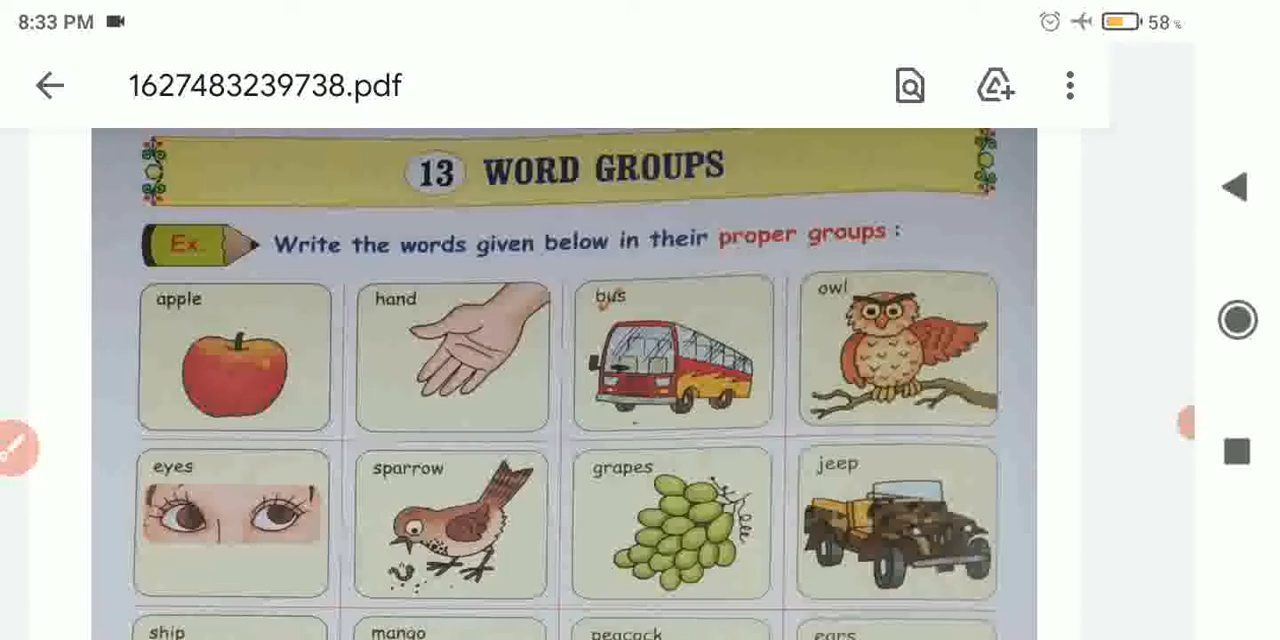 8:33 PM 58%
1627483239738.pdf
13 WORD GROUPS
Ex. Write the words given below in their proper groups :
apple hand bus owl
eyes sparrow grapes jeep
ship mango peacock ears